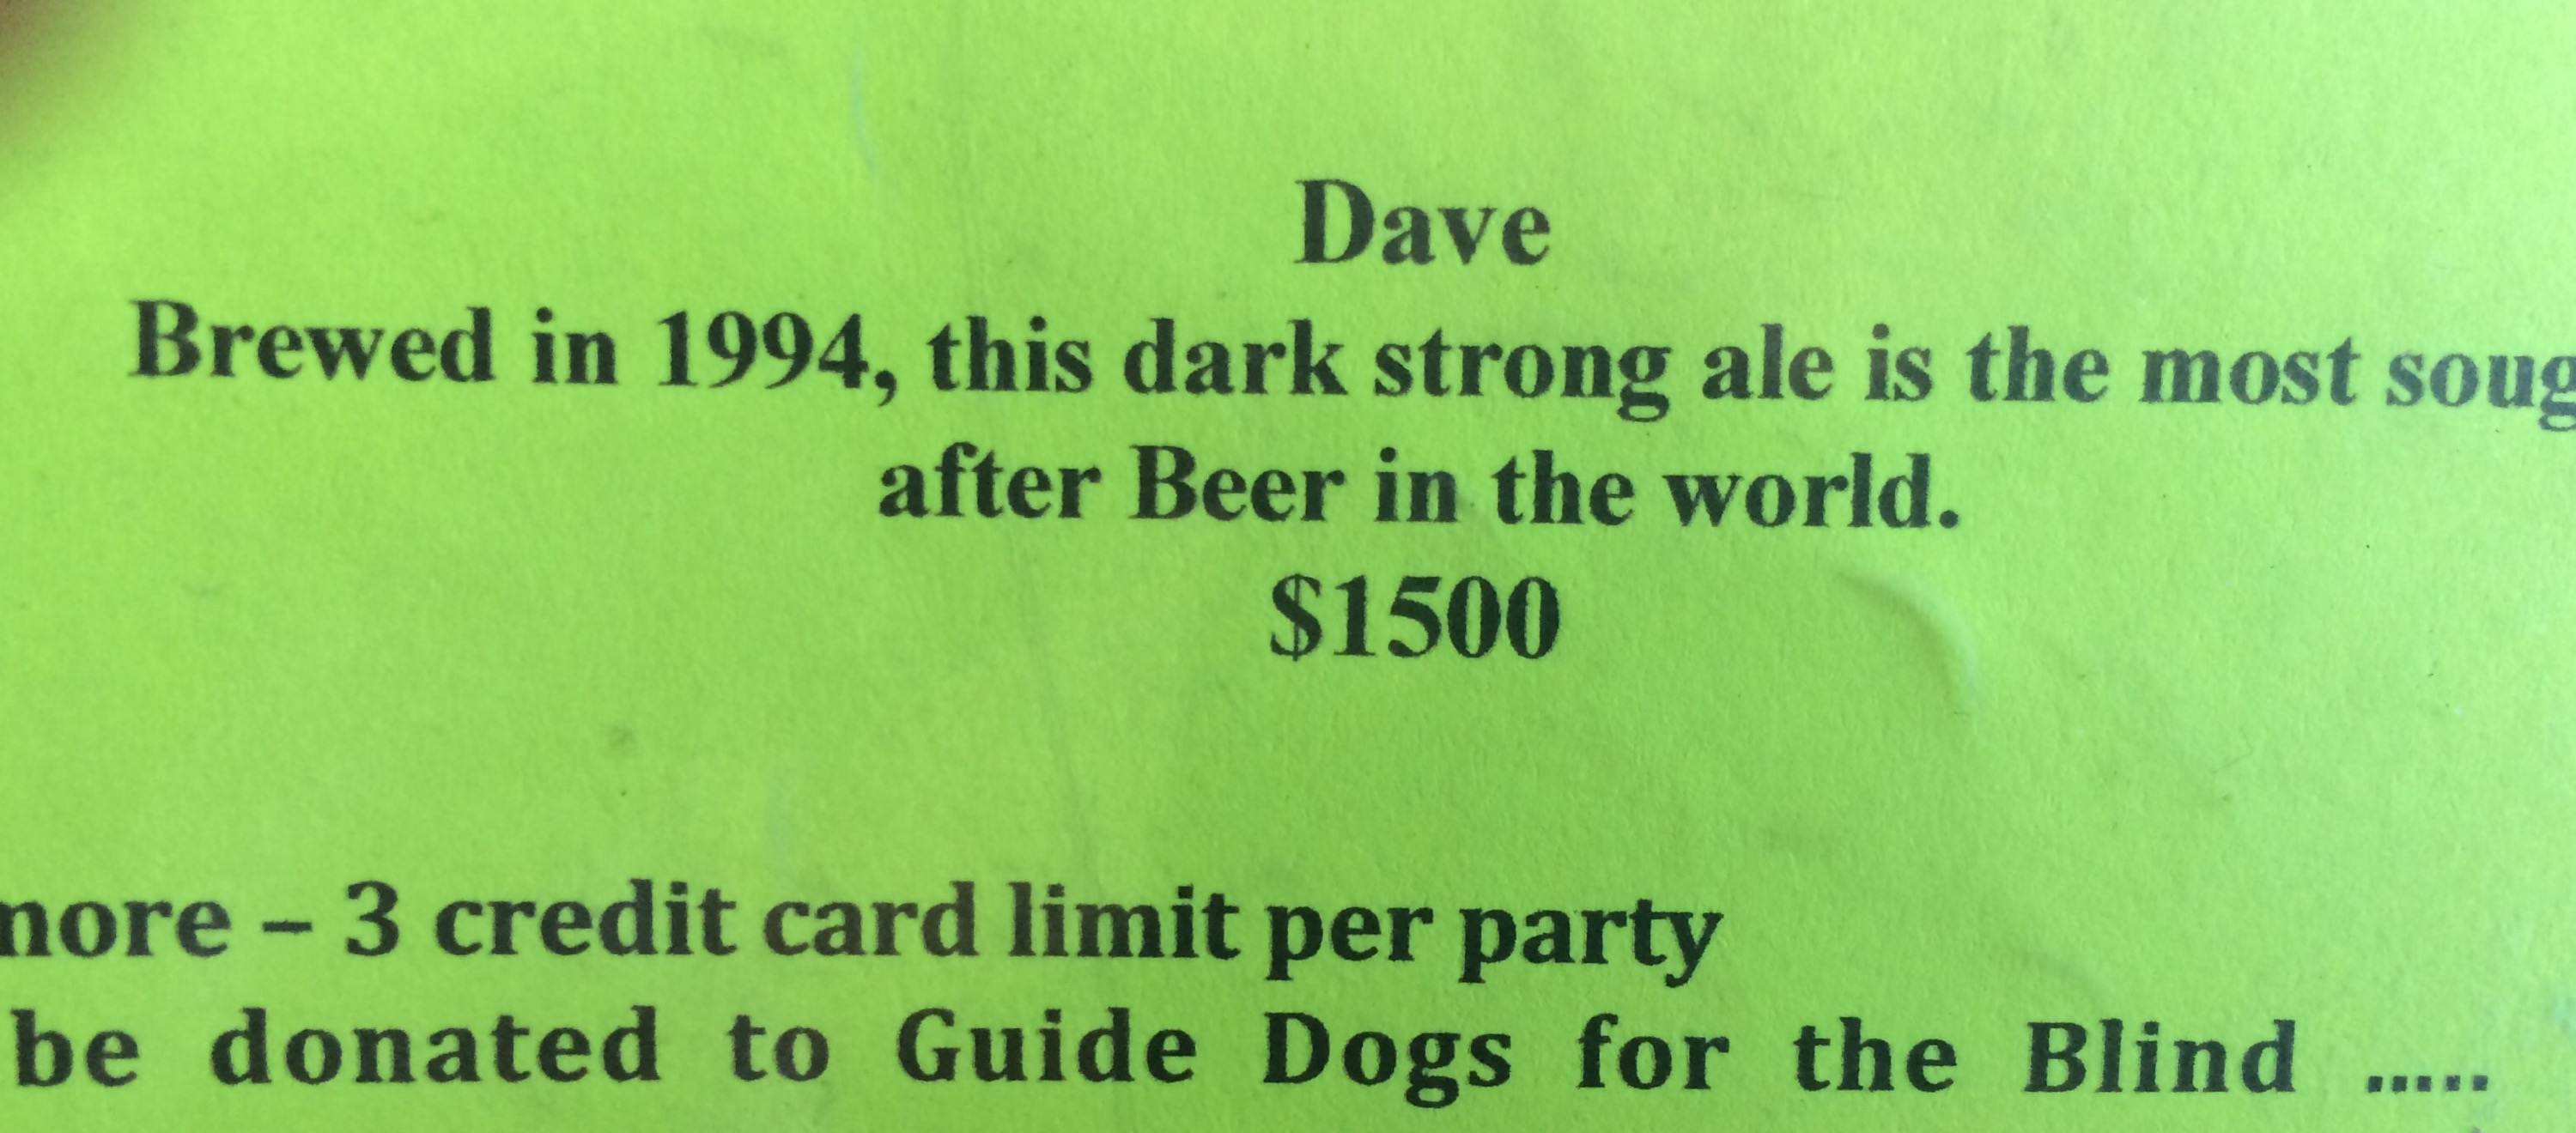 Dave
Brewed in 1994, this dark strong ale is the most soug
after Beer in the world.
$1500
more – 3 credit card limit per party
be donated to Guide Dogs for the Blind .....